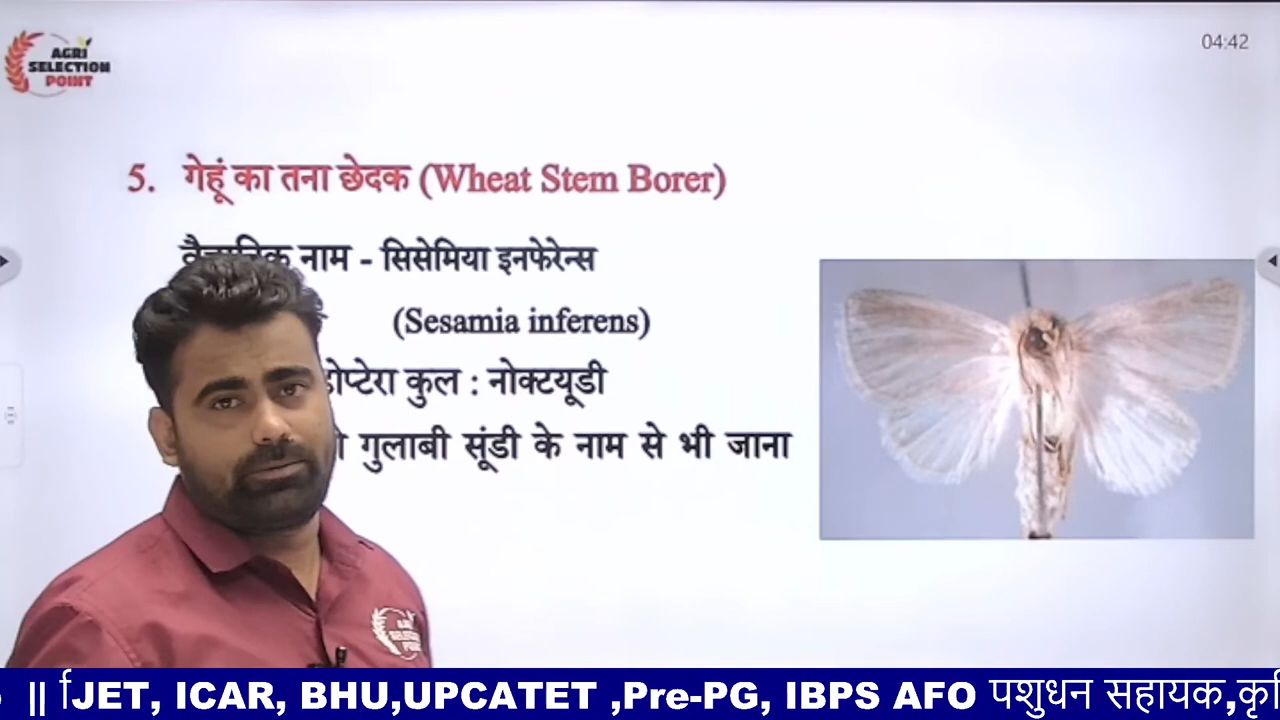 AGRI
SELECTION
POINT
04:42
5. गेहूं का तना छेदक (Wheat Stem Borer)
नाम - सिसेमिया इनफेरेन्स
(Sesamia inferens)
कुल : नोक्टयूडी
गुलाबी सूंडी के नाम से भी जाना
|| JET, ICAR, BHU,UPCATET ,Pre-PG, IBPS AFO पशुधन सहायक,